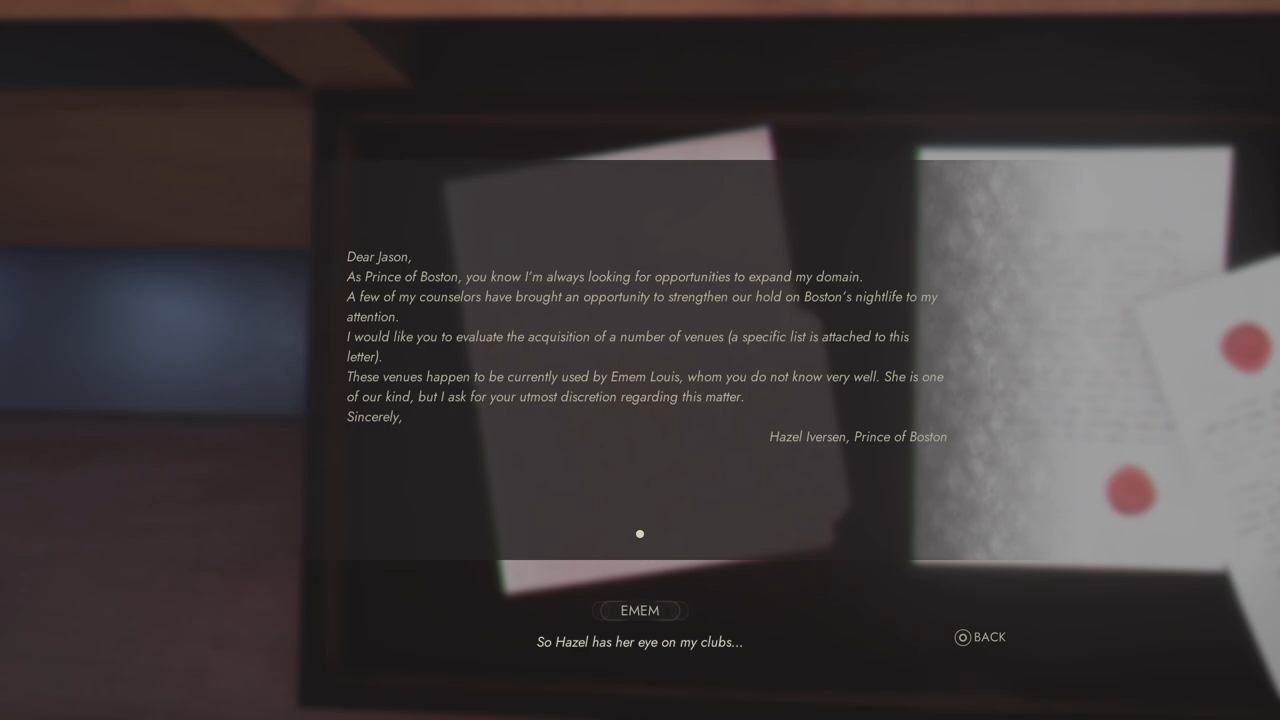 Dear Jason,
As Prince of Boston, you know I'm always looking for opportunities to expand my domain.
A few of my counselors have brought an opportunity to strengthen our hold on Boston's nightlife to my
attention.
I would like you to evaluate the acquisition of a number of venues (a specific list is attached to this
letter).
These venues happen to be currently used by Emem Louis, whom you do not know very well. She is one
of our kind, but I ask for your utmost discretion regarding this matter.
Sincerely,
Hazel Iversen, Prince of Boston
EMEM
So Hazel has her eye on my clubs...
BACK